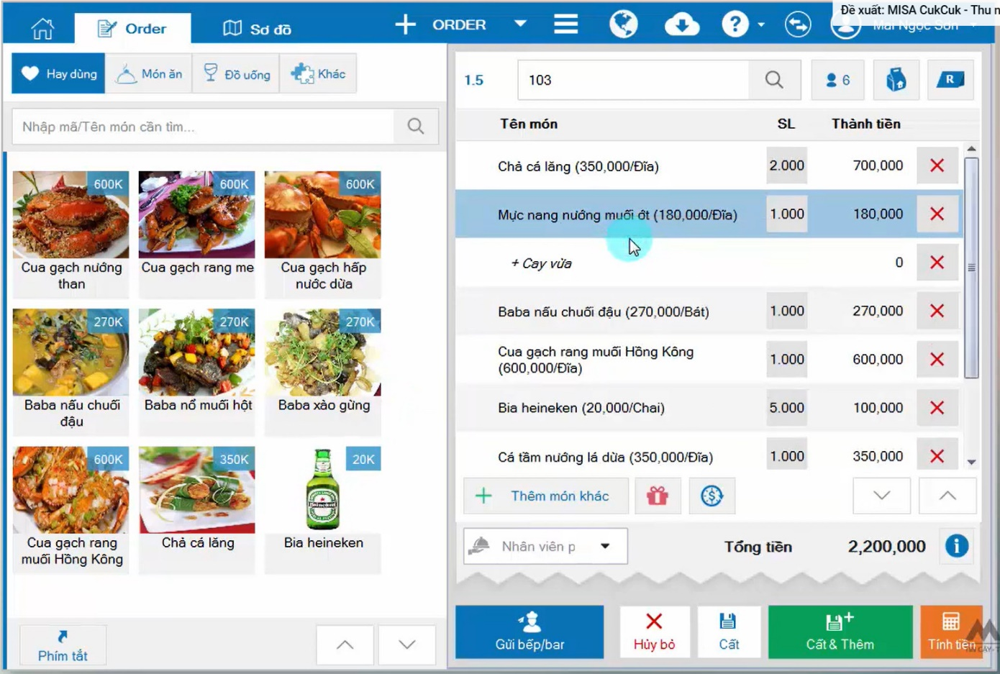 Đề xuất: MISA CukCuk - Thu n
Order
Sơ đồ
ORDER
Mai Ngọc Sơn
Hay dùng
Món ăn
Đồ uống
Khác
1.5
103
6
R
Nhập mã/Tên món cần tìm...
Tên món
SL
Thành tiền
600K
600K
600K
Cua gạch nướng
than
Cua gạch rang me
Cua gạch hấp
nước dừa
270K
270K
270K
Baba nấu chuối
đậu
Baba nổ muối hột
Baba xào gừng
600K
350K
20K
Heineken
Cua gạch rang
muối Hồng Kông
Chả cá lăng
Bia heineken
Phím tắt
Chả cá lăng (350,000/Đĩa)
2.000
700,000
Mực nang nướng muối ớt (180,000/Đĩa)
1.000
180,000
+ Cay vừa
0
Baba nấu chuối đậu (270,000/Bát)
1.000
270,000
Cua gạch rang muối Hồng Kông
(600,000/Đĩa)
1.000
600,000
Bia heineken (20,000/Chai)
5.000
100,000
Cá tầm nướng lá dừa (350,000/Đĩa)
1.000
350,000
Thêm món khác
Nhân viên p
Tổng tiền
2,200,000
Gửi bếp/bar
Hủy bỏ
Cất
Cất & Thêm
Tính tiền